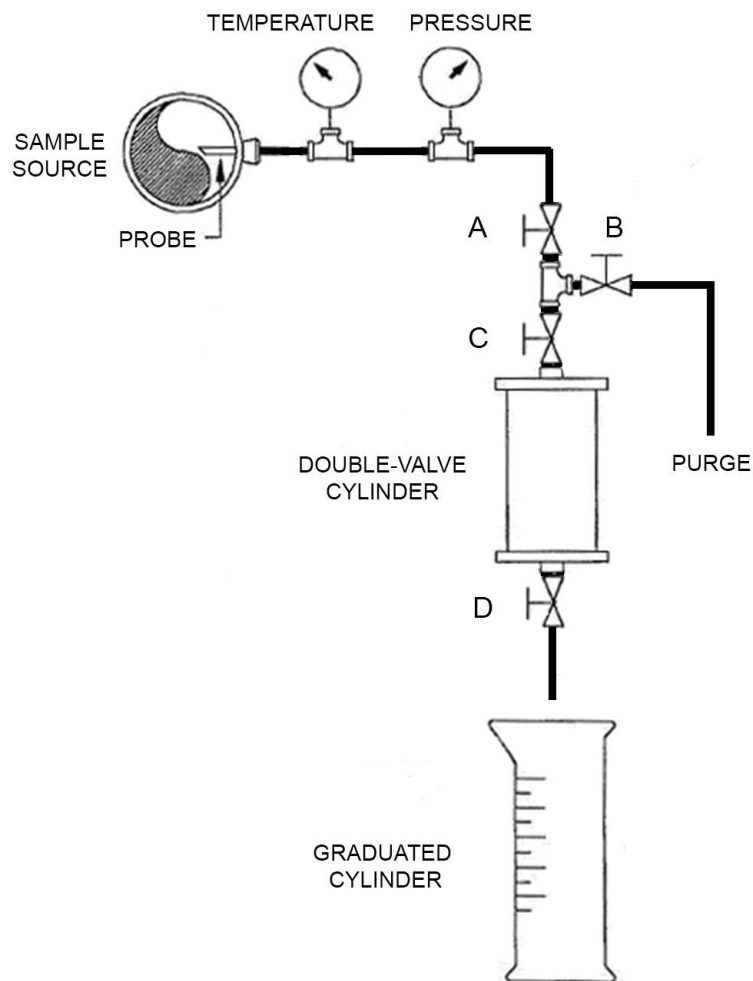 TEMPERATURE
PRESSURE
SAMPLE
SOURCE
PROBE
A
B
C
DOUBLE-VALVE
CYLINDER
PURGE
D
GRADUATED
CYLINDER